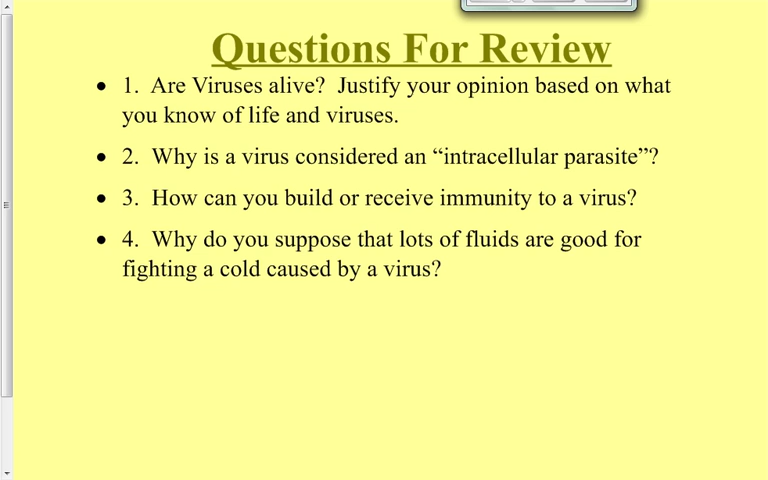 Questions For Review
• 1.  Are Viruses alive?  Justify your opinion based on what
you know of life and viruses.
• 2.  Why is a virus considered an “intracellular parasite”?
• 3.  How can you build or receive immunity to a virus?
• 4.  Why do you suppose that lots of fluids are good for
fighting a cold caused by a virus?